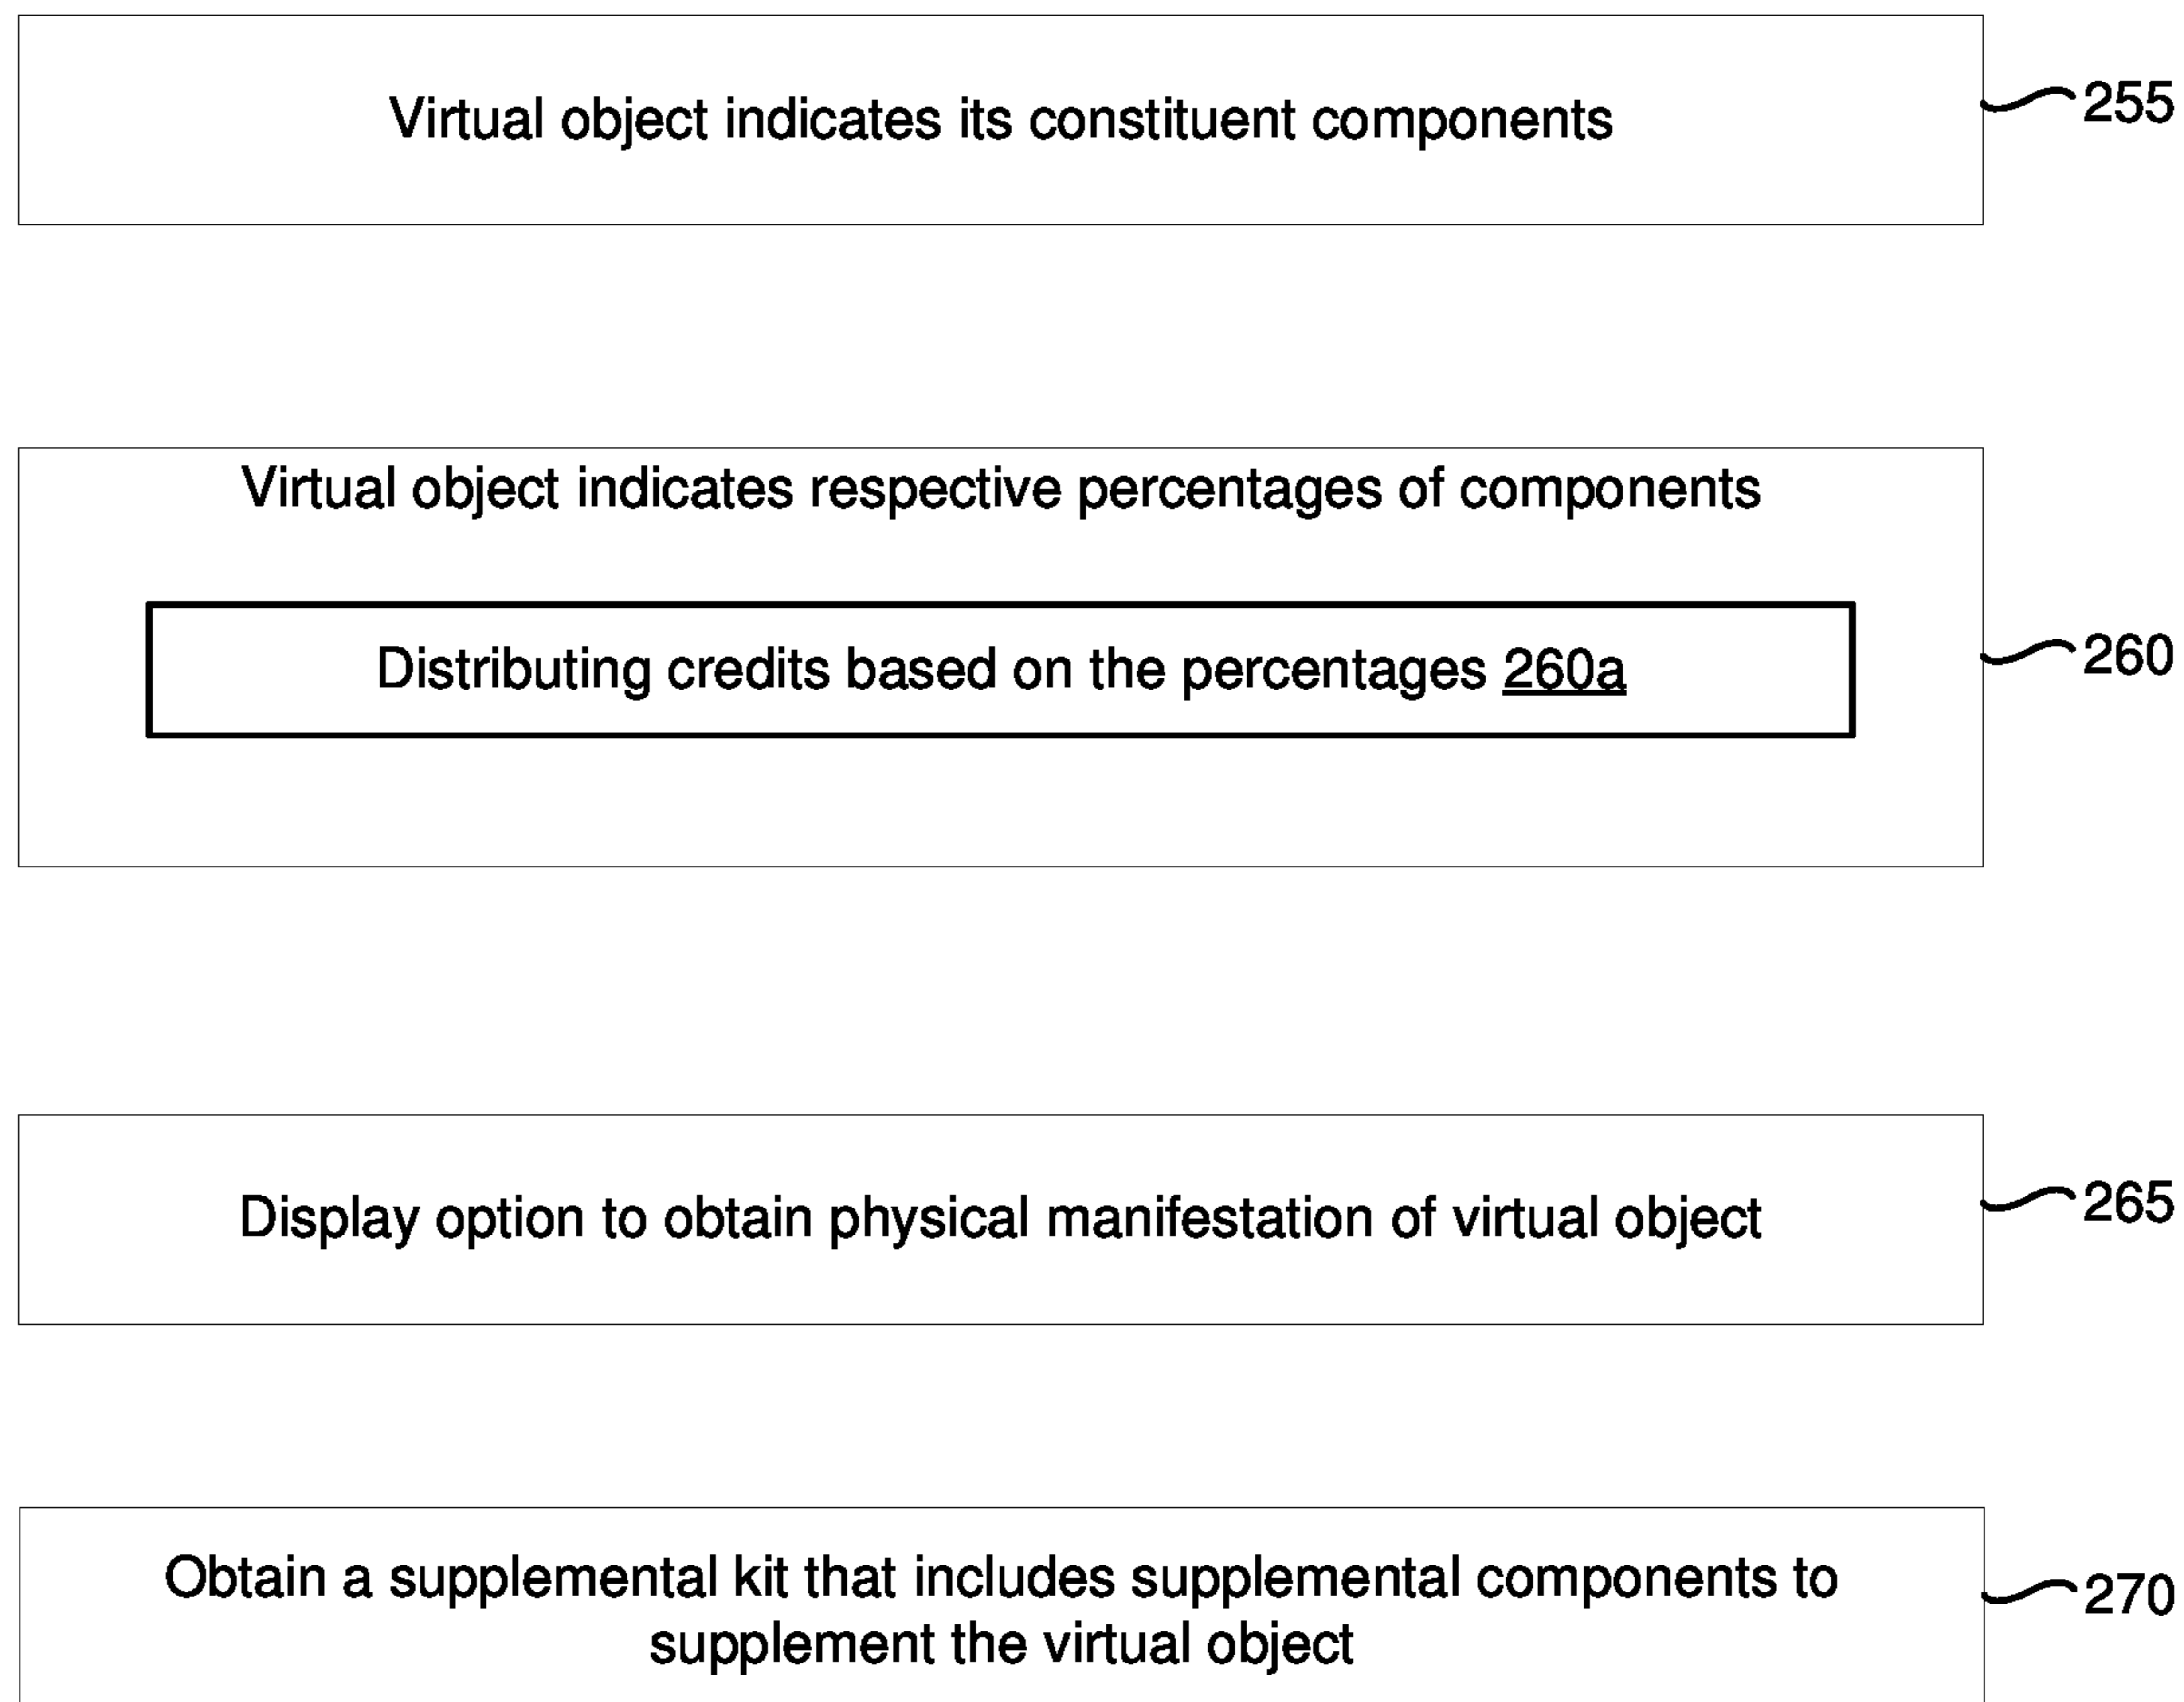 Virtual object indicates its constituent components
255
Virtual object indicates respective percentages of components
Distributing credits based on the percentages 260a
260
Display option to obtain physical manifestation of virtual object
265
Obtain a supplemental kit that includes supplemental components to
supplement the virtual object
270